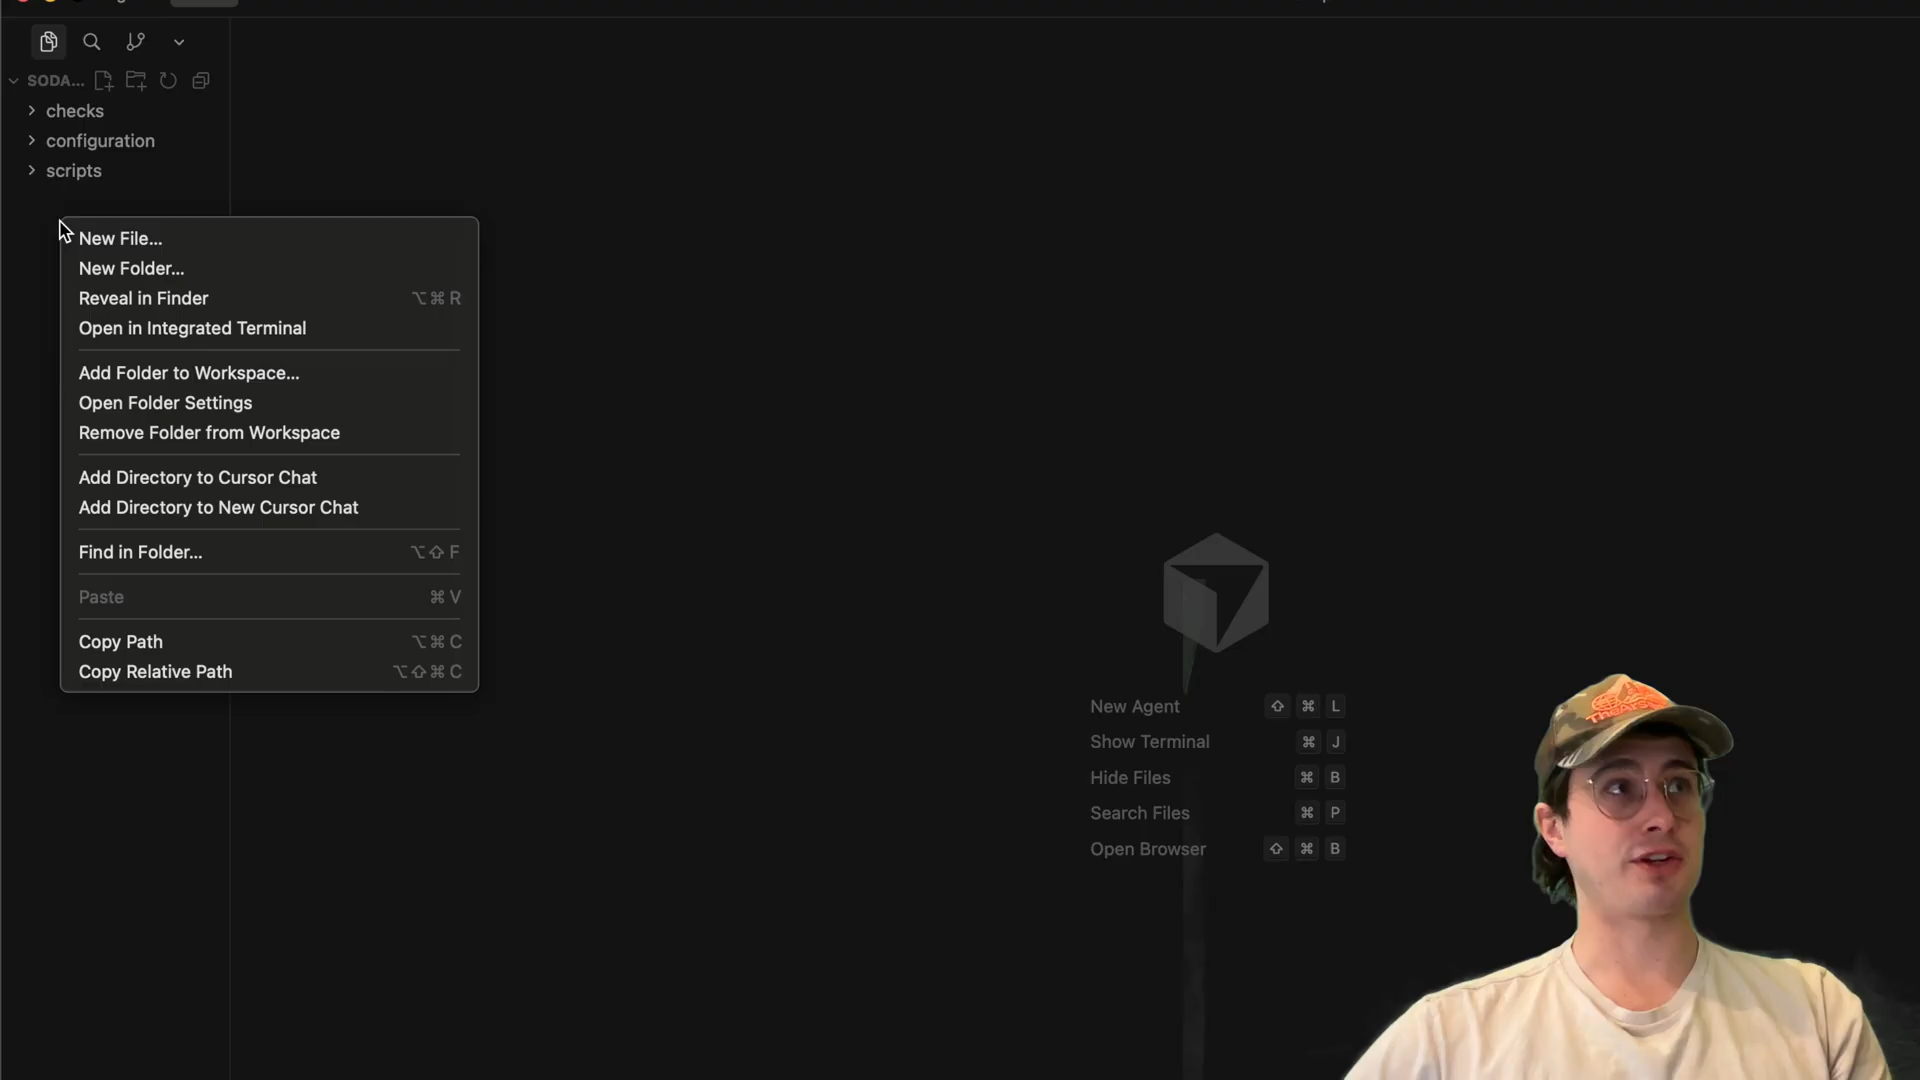 SODA...
checks
configuration
scripts
New File...
New Folder...
Reveal in Finder ⌥⌘R
Open in Integrated Terminal
Add Folder to Workspace...
Open Folder Settings
Remove Folder from Workspace
Add Directory to Cursor Chat
Add Directory to New Cursor Chat
Find in Folder... ⌥⇧F
Paste ⌘V
Copy Path ⌥⌘C
Copy Relative Path ⌥⇧⌘C
New Agent ⇧ ⌘ L
Show Terminal ⌘ J
Hide Files ⌘ B
Search Files ⌘ P
Open Browser ⇧ ⌘ B